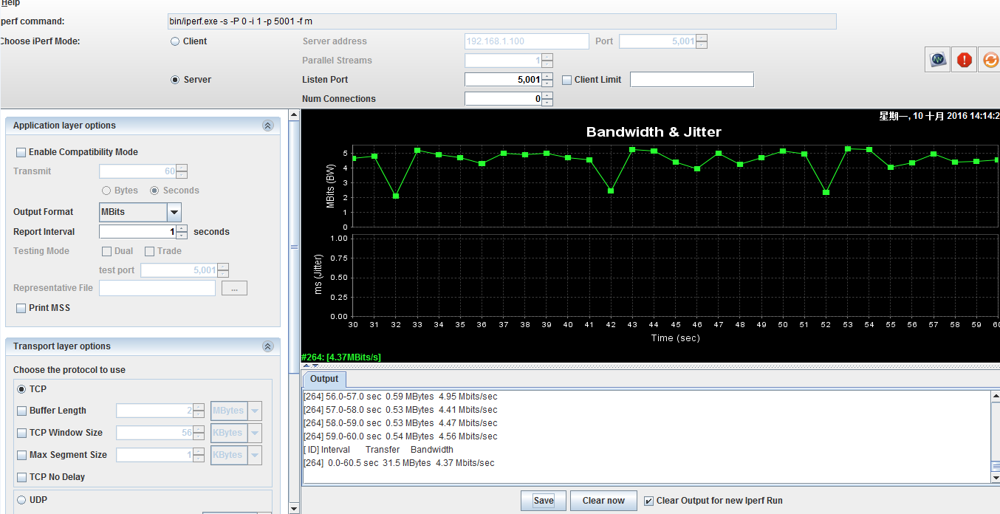 Help
perf command:
bin/iperf.exe -s -P 0 -i 1 -p 5001 -f m
Choose iPerf Mode:
Client
Server address
192.168.1.100
Port
5,001
Parallel Streams
1
Server
Listen Port
5,001
Client Limit
Num Connections
0
Application layer options
Enable Compatibility Mode
Transmit
60
Bytes
Seconds
Output Format
MBits
Report Interval
1
seconds
Testing Mode
Dual
Trade
test port
5,001
Representative File
...
Print MSS
Transport layer options
Choose the protocol to use
TCP
Buffer Length
2
MBytes
TCP Window Size
56
KBytes
Max Segment Size
1
KBytes
TCP No Delay
UDP
星期一, 10 十月 2016 14:14:2
Bandwidth & Jitter
MBits (BW)
5
4
3
2
1
0
ms (Jitter)
1.00
0.75
0.50
0.25
0.00
30 31 32 33 34 35 36 37 38 39 40 41 42 43 44 45 46 47 48 49 50 51 52 53 54 55 56 57 58 59 60
Time (sec)
#264: [4.37MBits/s]
Output
[264] 56.0-57.0 sec 0.59 MBytes 4.95 Mbits/sec
[264] 57.0-58.0 sec 0.53 MBytes 4.41 Mbits/sec
[264] 58.0-59.0 sec 0.53 MBytes 4.47 Mbits/sec
[264] 59.0-60.0 sec 0.54 MBytes 4.56 Mbits/sec
[ ID] Interval Transfer Bandwidth
[264] 0.0-60.5 sec 31.5 MBytes 4.37 Mbits/sec
Save
Clear now
Clear Output for new Iperf Run